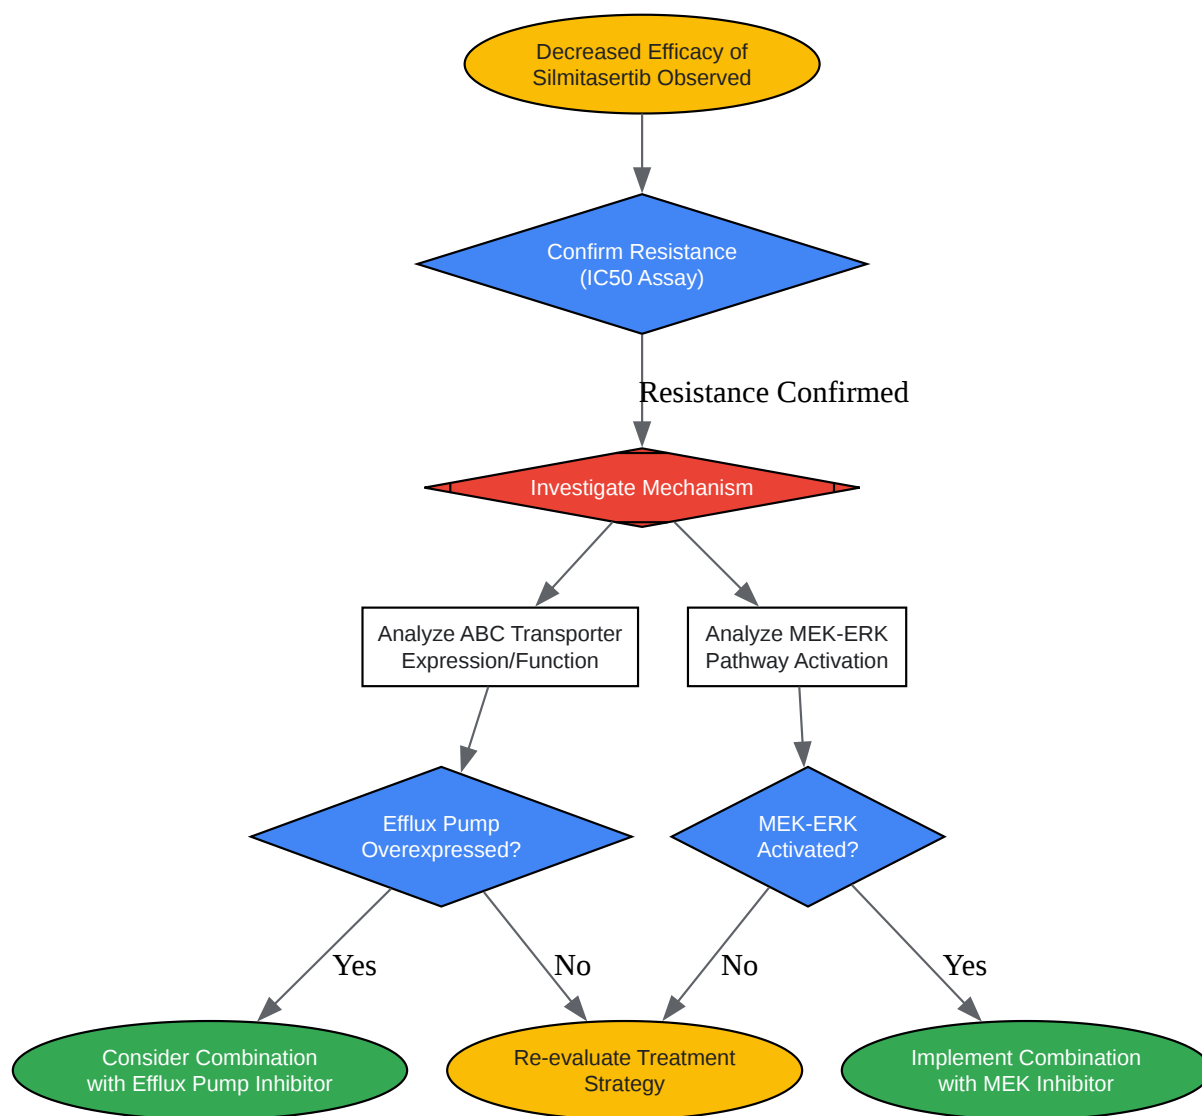 Decreased Efficacy of
Silmitasertib Observed
Confirm Resistance
(IC50 Assay)
Resistance Confirmed
Investigate Mechanism
Analyze ABC Transporter
Expression/Function
Analyze MEK-ERK
Pathway Activation
Efflux Pump
Overexpressed?
MEK-ERK
Activated?
Yes
No
No
Yes
Consider Combination
with Efflux Pump Inhibitor
Re-evaluate Treatment
Strategy
Implement Combination
with MEK Inhibitor